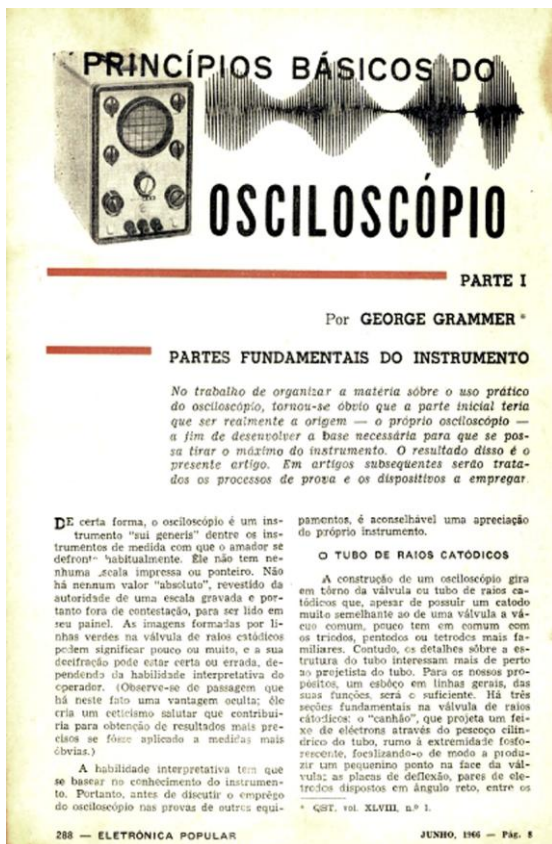 PRINCÍPIOS BÁSICOS DO
OSCILOSCÓPIO
PARTE I
Por GEORGE GRAMMER *
PARTES FUNDAMENTAIS DO INSTRUMENTO
No trabalho de organizar a matéria sôbre o uso prático
do osciloscópio, tornou-se óbvio que a parte inicial teria
que ser realmente a origem — o próprio osciloscópio —
a fim de desenvolver a base necessária para que se pos-
sa tirar o máximo do instrumento. O resultado disso é o
presente artigo. Em artigos subseqüentes serão trata-
dos os processos de prova e os dispositivos a empregar.
DE certa forma, o osciloscópio é um ins-
trumento "sui generis" dentre os ins-
trumentos de medida com que o amador se
defronta habitualmente. Êle não tem ne-
nhuma escala impressa ou ponteiro. Não
há nenhum valor "absoluto", revestido da
autoridade de uma escala gravada e por-
tanto fora de contestação, para ser lido em
seu painel. As imagens formadas por li-
nhas verdes na válvula de raios catódicos
podem significar pouco ou muito, e a sua
decifração pode estar certa ou errada, de-
pendendo da habilidade interpretativa do
operador. (Observe-se de passagem que
há neste fato uma vantagem oculta; êle
cria um ceticismo salutar que contribui-
ria para obtenção de resultados mais pre-
cisos se fôsse aplicado a medidas mais
óbvias.)
A habilidade interpretativa tem que
se basear no conhecimento do instrumen-
to. Portanto, antes de discutir o emprêgo
do osciloscópio nas provas de outros equi-
pamentos, é aconselhável uma apreciação
do próprio instrumento.
O TUBO DE RAIOS CATÓDICOS
A construção de um osciloscópio gira
em tôrno da válvula ou tubo de raios ca-
tódicos que, apesar de possuir um catodo
muito semelhante ao de uma válvula a vá-
cuo comum, pouco tem em comum com
os triodos, pentodos ou tetrodos mais fa-
miliares. Contudo, os detalhes sôbre a es-
trutura do tubo interessam mais de perto
ao projetista do tubo. Para os nossos pro-
pósitos, um esbôço em linhas gerais, das
suas funções, será o suficiente. Há três
seções fundamentais na válvula de raios
catódicos: o "canhão", que projeta um fei-
xe de eléctrons através do pescoço cilín-
drico do tubo, rumo à extremidade fosfo-
rescente, focalizando-o de modo a produ-
zir um pequenino ponto na face da vál-
vula; as placas de deflexão, pares de ele-
trodos dispostos em ângulo reto, entre os
* QST, vol. XLVIII, n.º 1.
288 — ELETRÔNICA POPULAR
JUNHO, 1966 — Pág. 8